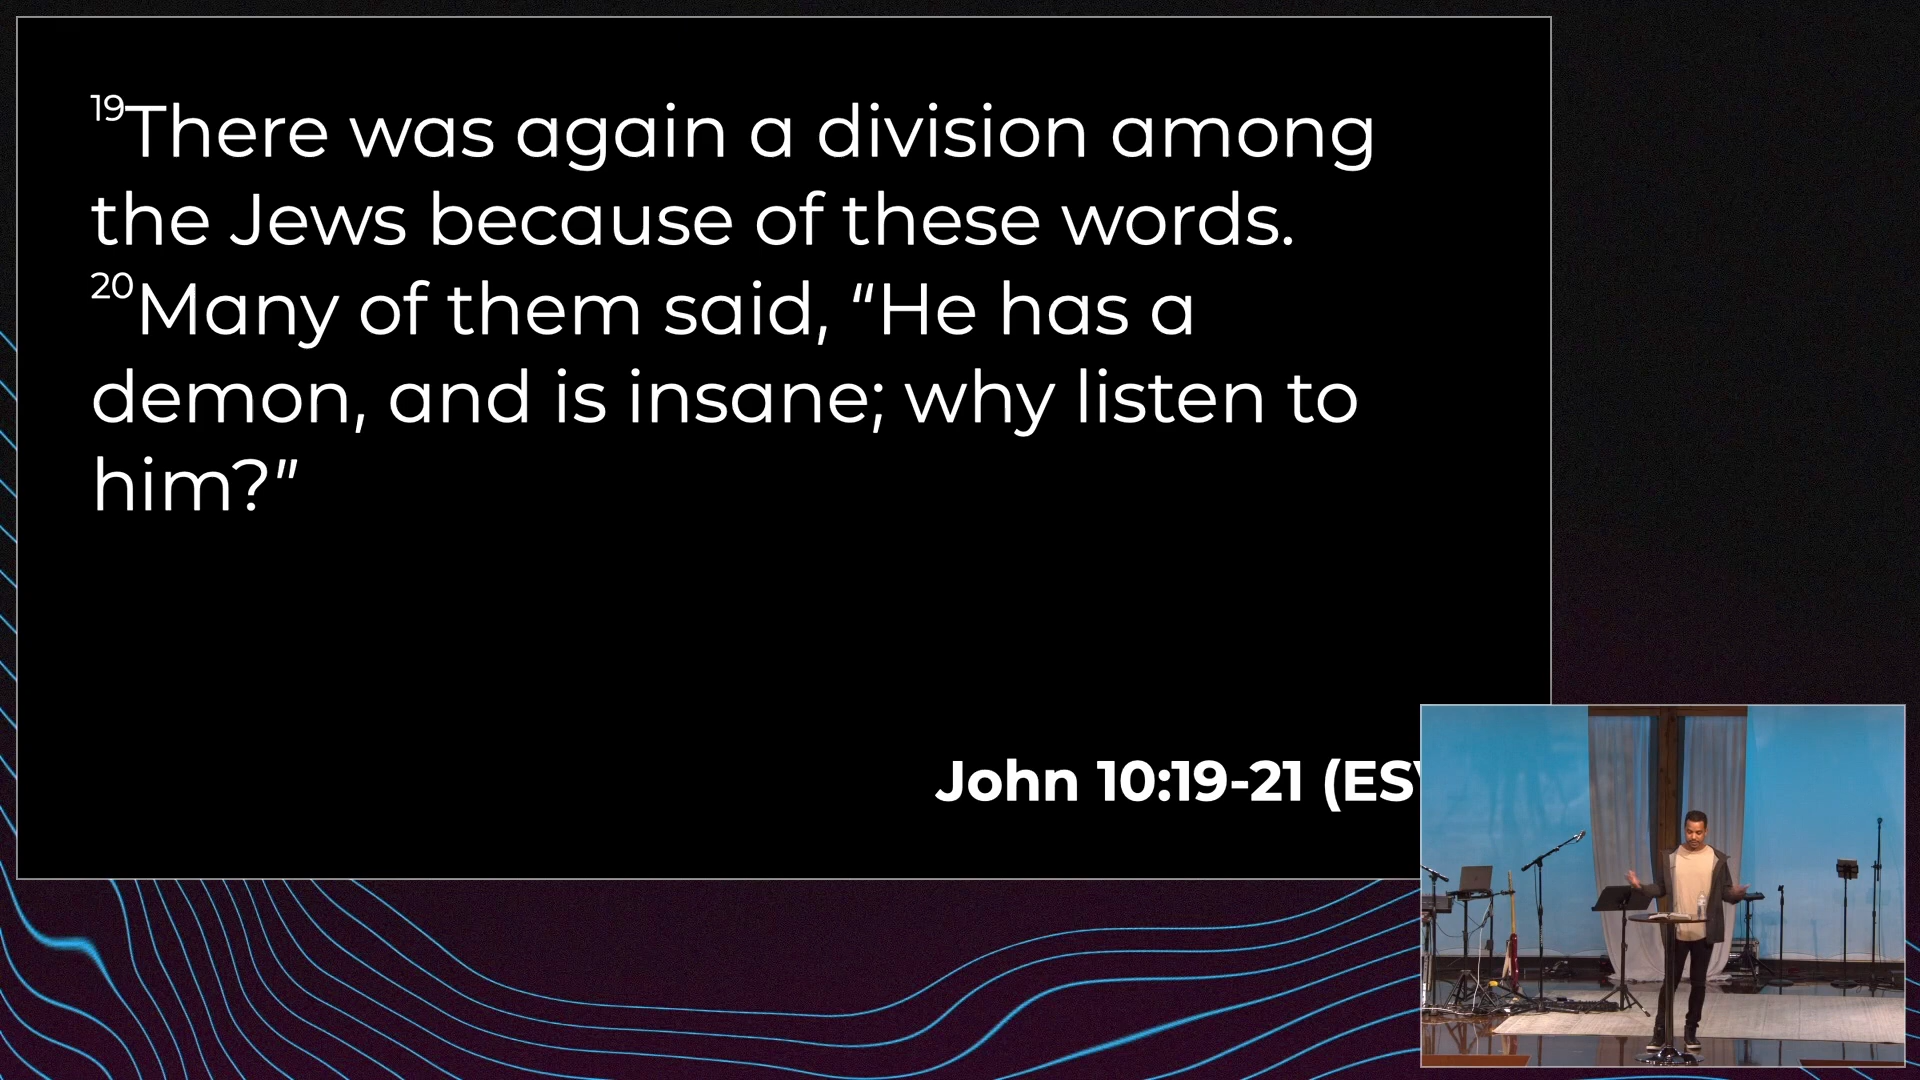 19There was again a division among
the Jews because of these words.
20Many of them said, “He has a
demon, and is insane; why listen to
him?”
John 10:19-21 (ESV